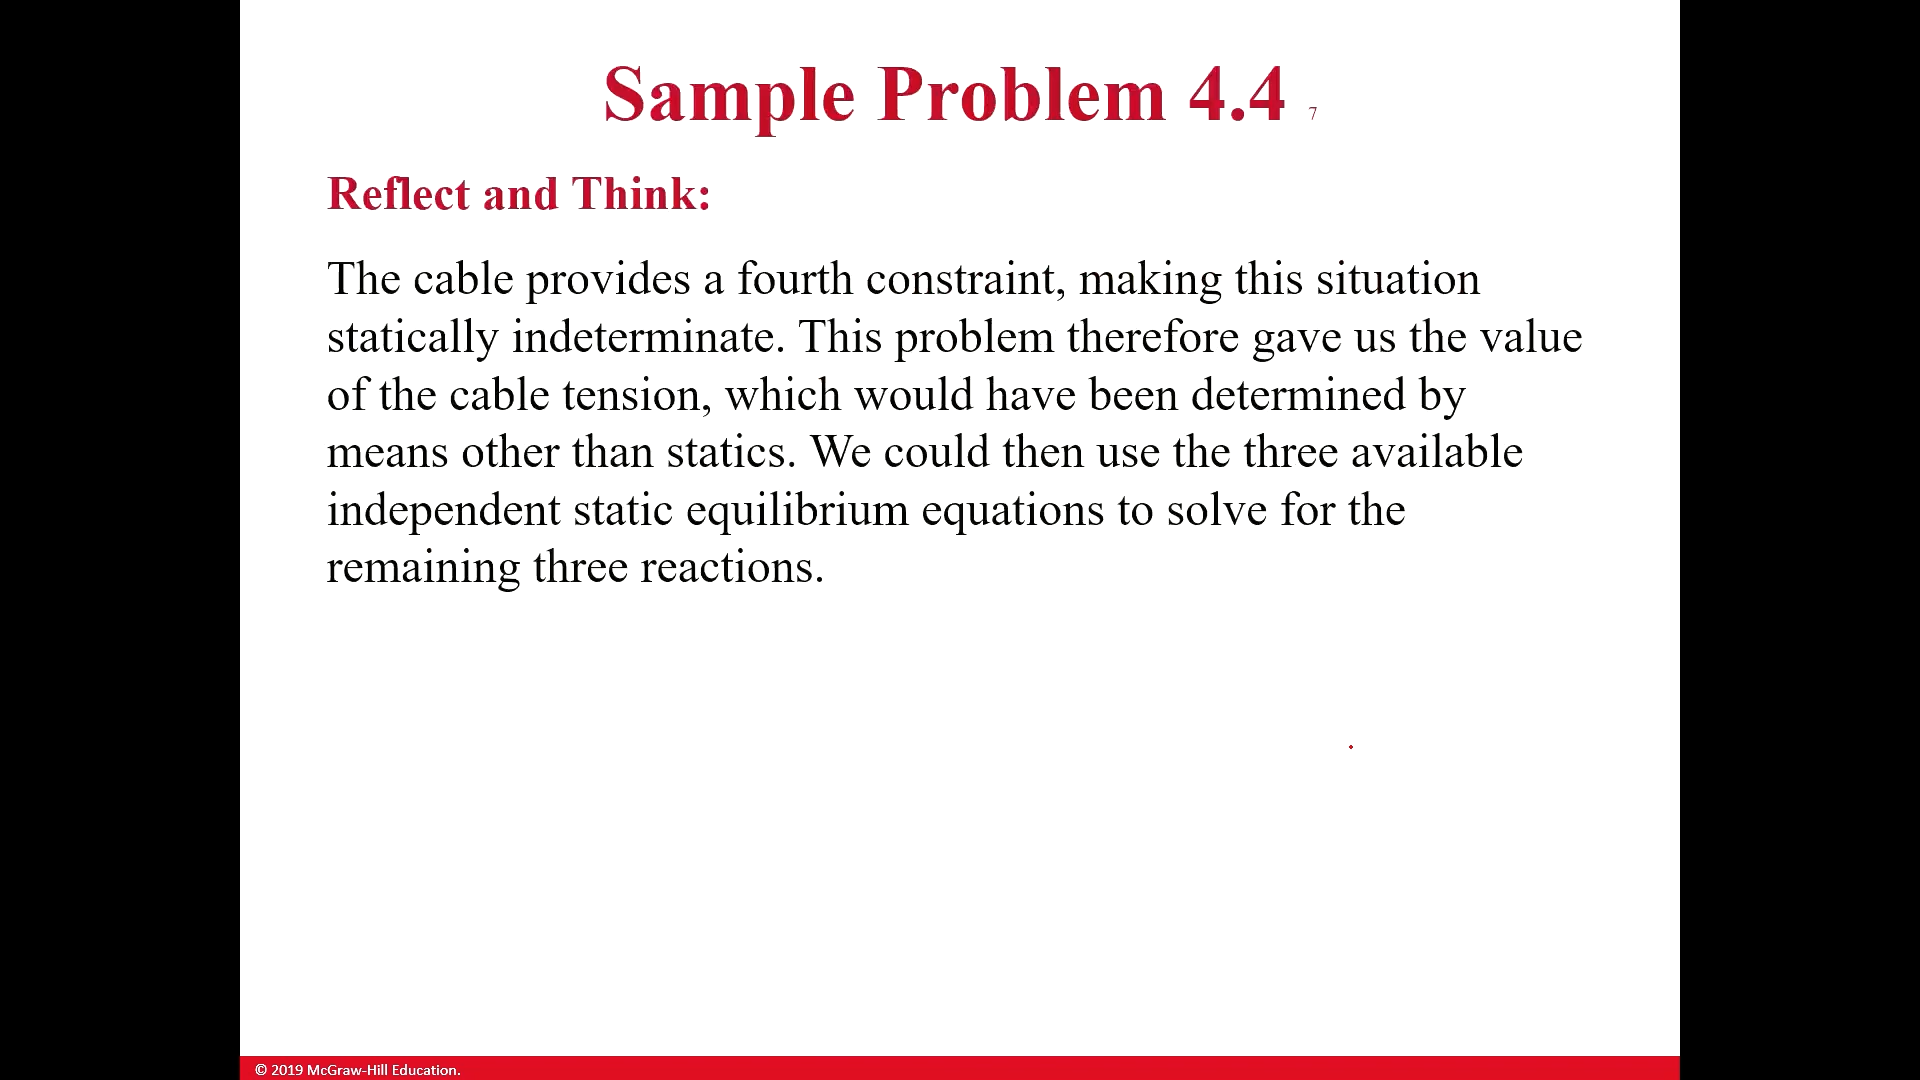 Sample Problem 4.4 7
Reflect and Think:
The cable provides a fourth constraint, making this situation
statically indeterminate. This problem therefore gave us the value
of the cable tension, which would have been determined by
means other than statics. We could then use the three available
independent static equilibrium equations to solve for the
remaining three reactions.
© 2019 McGraw-Hill Education.